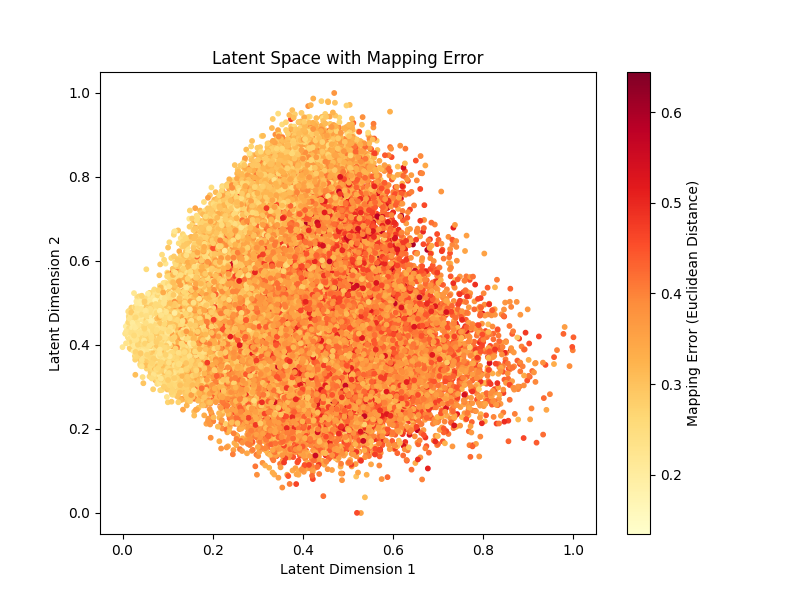 Latent Space with Mapping Error
1.0
0.8
0.6
0.4
0.2
0.0
Latent Dimension 2
0.0 0.2 0.4 0.6 0.8 1.0
Latent Dimension 1
0.6
0.5
0.4
0.3
0.2
Mapping Error (Euclidean Distance)